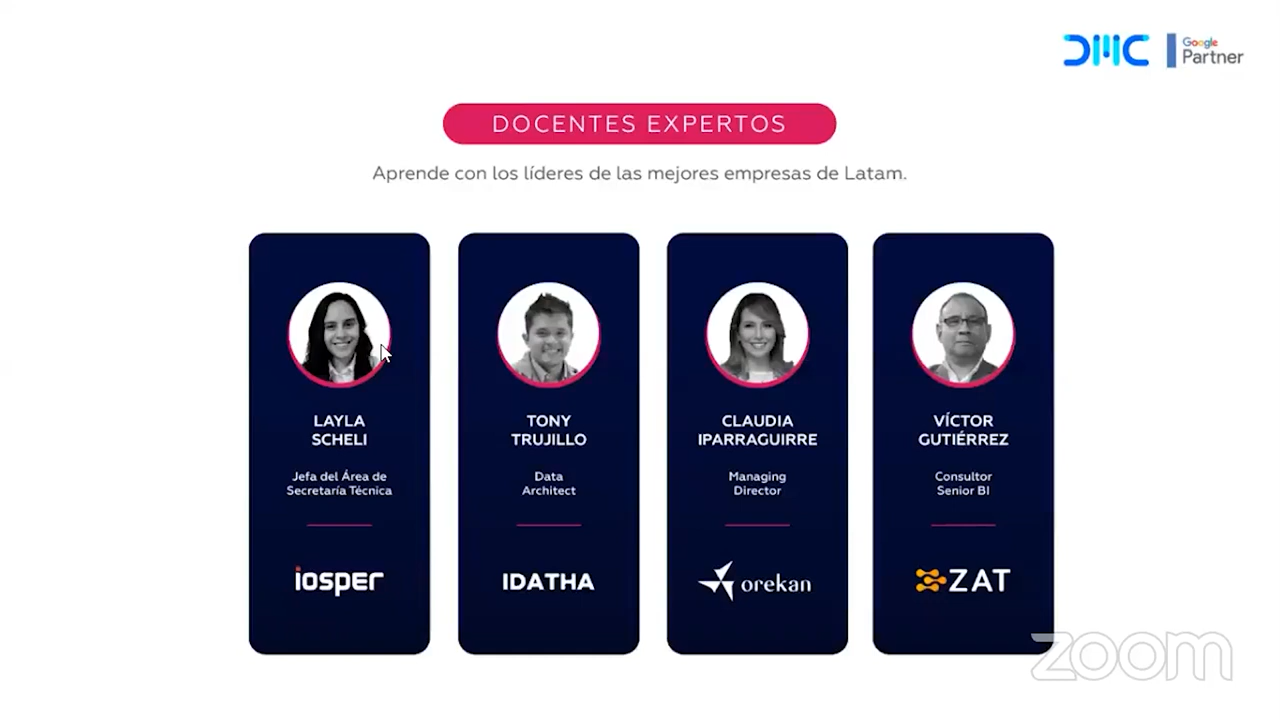 DMC
Google
Partner
DOCENTES EXPERTOS
Aprende con los líderes de las mejores empresas de Latam.
LAYLA
SCHELI
Jefa del Área de
Secretaría Técnica
iosper
TONY
TRUJILLO
Data
Architect
IDATHA
CLAUDIA
IPARRAGUIRRE
Managing
Director
orekan
VÍCTOR
GUTIÉRREZ
Consultor
Senior BI
ZAT
zoom